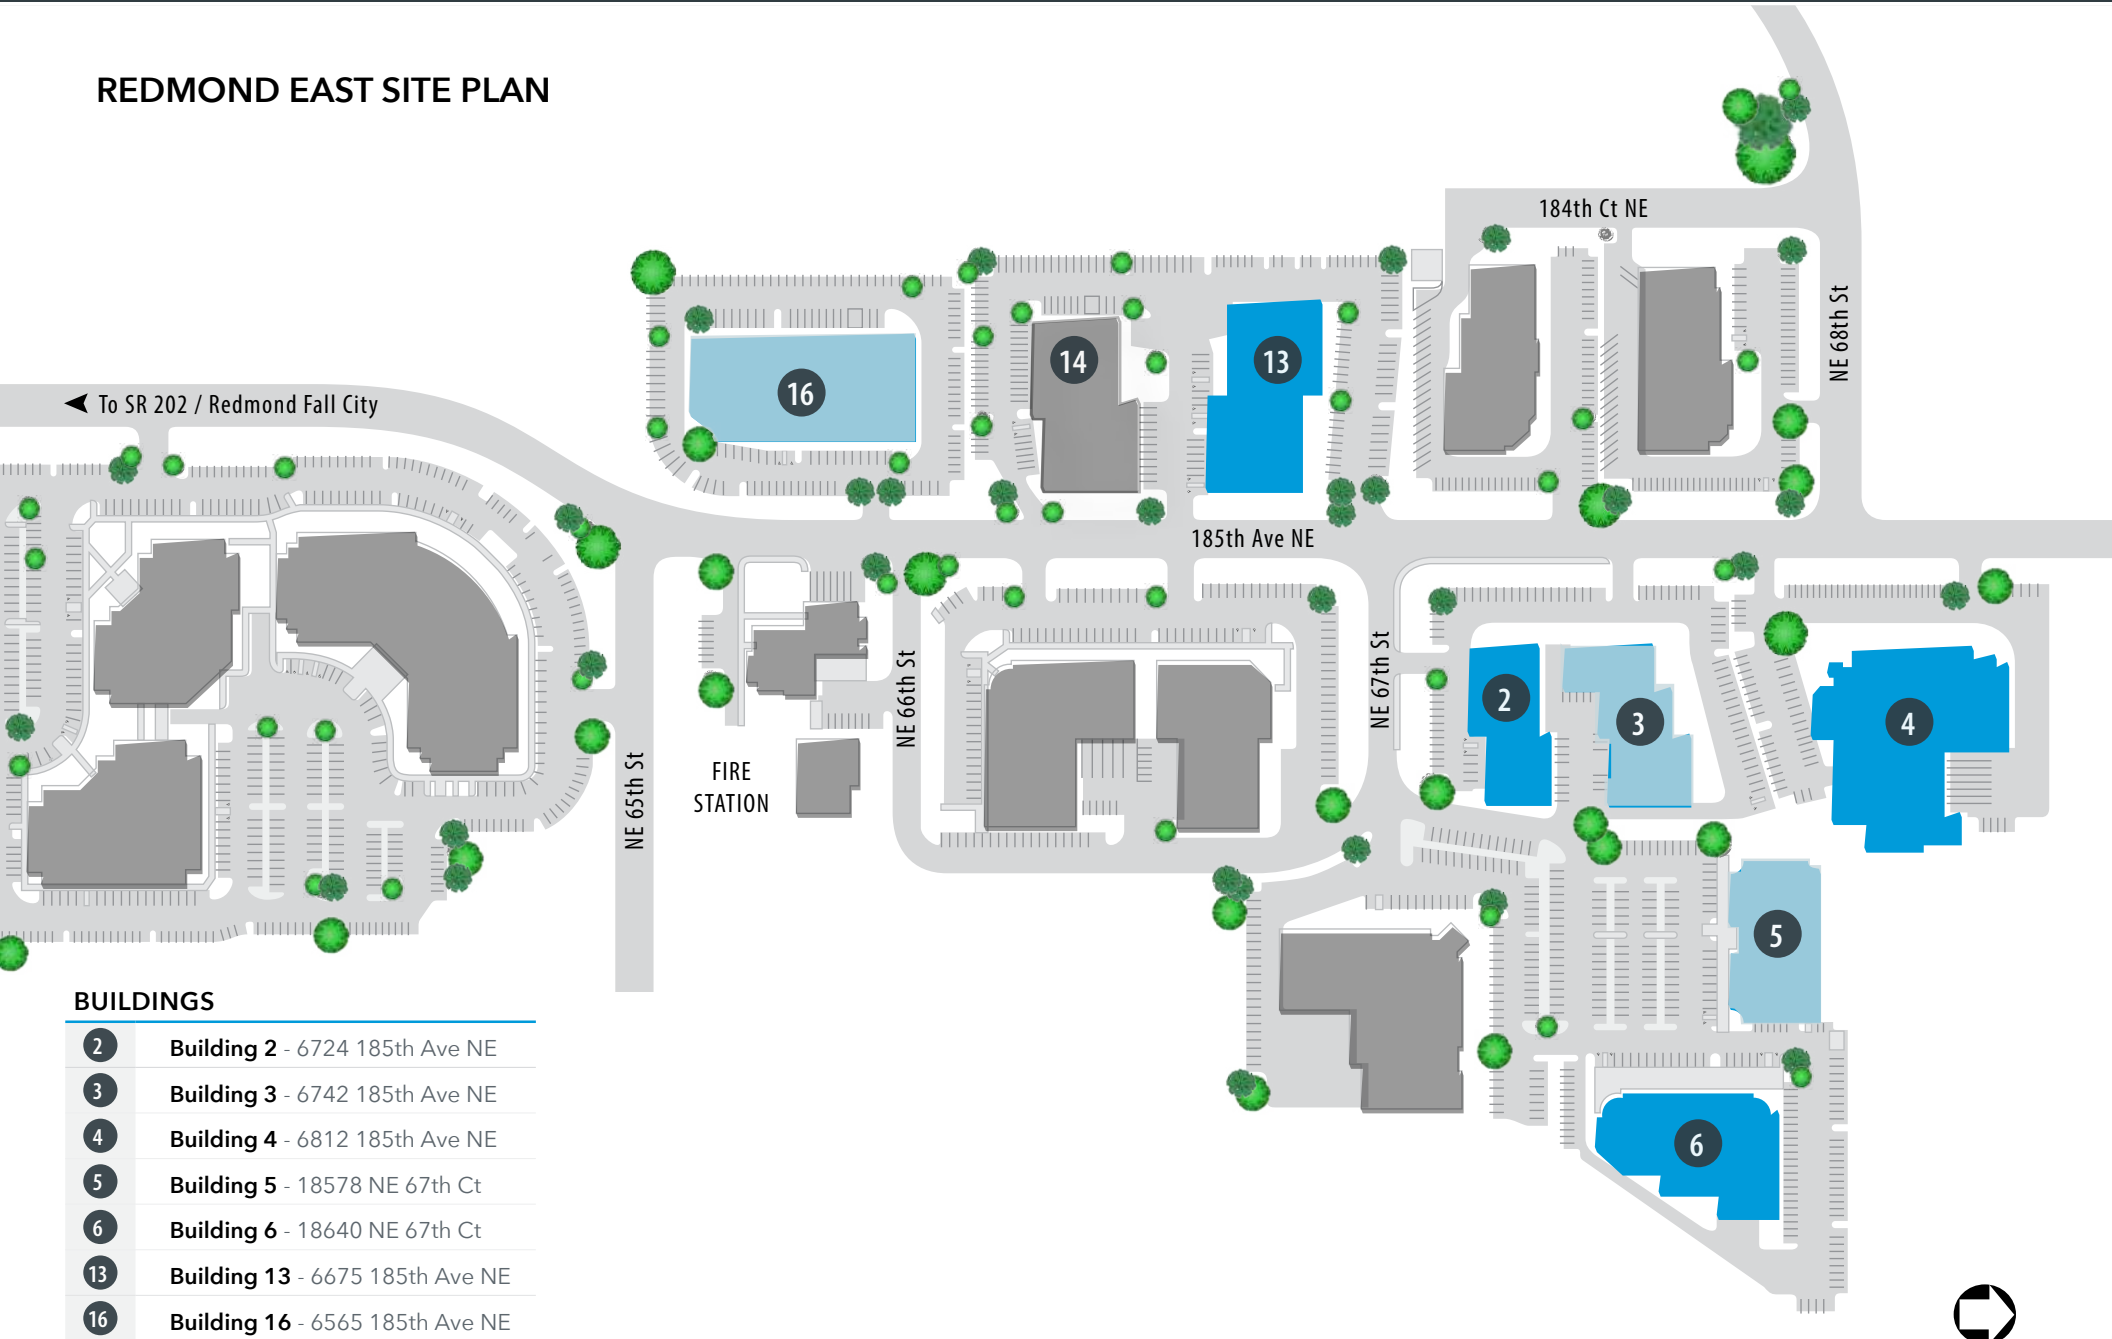 REDMOND EAST SITE PLAN
184th Ct NE
NE 68th St
14
13
16
To SR 202 / Redmond Fall City
185th Ave NE
NE 65th St
FIRE
STATION
NE 66th St
NE 67th St
2
3
4
5
6
BUILDINGS
2 Building 2 - 6724 185th Ave NE
3 Building 3 - 6742 185th Ave NE
4 Building 4 - 6812 185th Ave NE
5 Building 5 - 18578 NE 67th Ct
6 Building 6 - 18640 NE 67th Ct
13 Building 13 - 6675 185th Ave NE
16 Building 16 - 6565 185th Ave NE